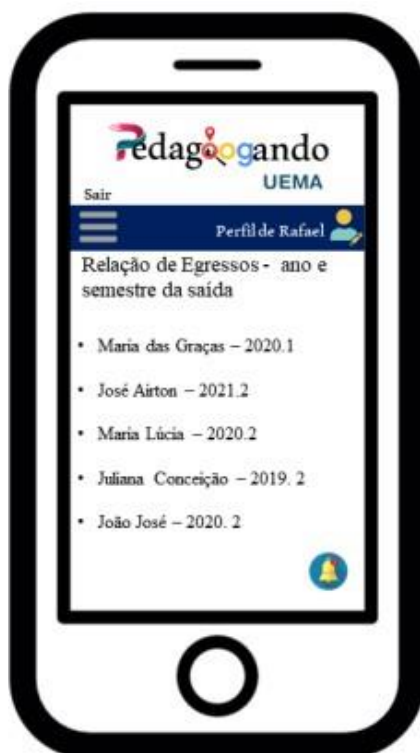 Pedagoogando
UEMA
Sair
Perfil de Rafael
Relação de Egressos - ano e
semestre da saída
• Maria das Graças – 2020.1
• José Airton – 2021.2
• Maria Lúcia – 2020.2
• Juliana Conceição – 2019. 2
• João José – 2020. 2